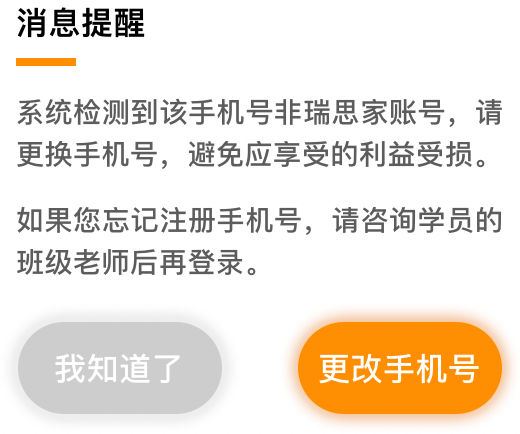 消息提醒
系统检测到该手机号非瑞思家账号，请
更换手机号，避免应享受的利益受损。
如果您忘记注册手机号，请咨询学员的
班级老师后再登录。
我知道了
更改手机号